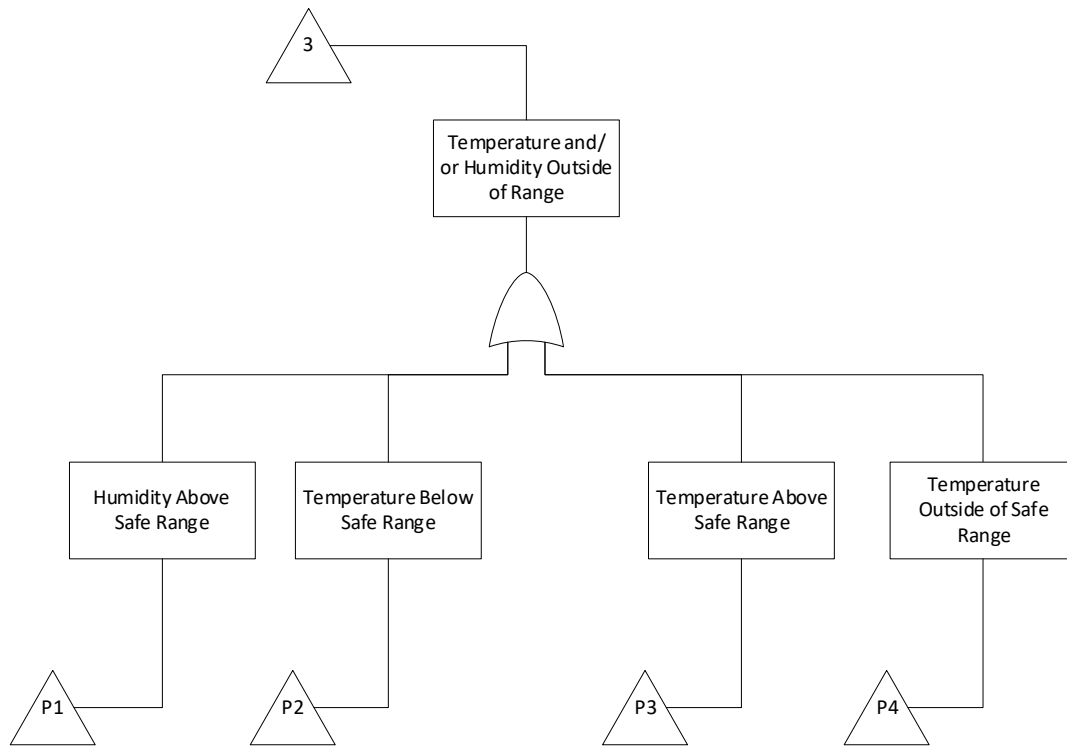 3
Temperature and/
or Humidity Outside
of Range
Humidity Above
Safe Range
Temperature Below
Safe Range
Temperature Above
Safe Range
Temperature
Outside of Safe
Range
P1
P2
P3
P4